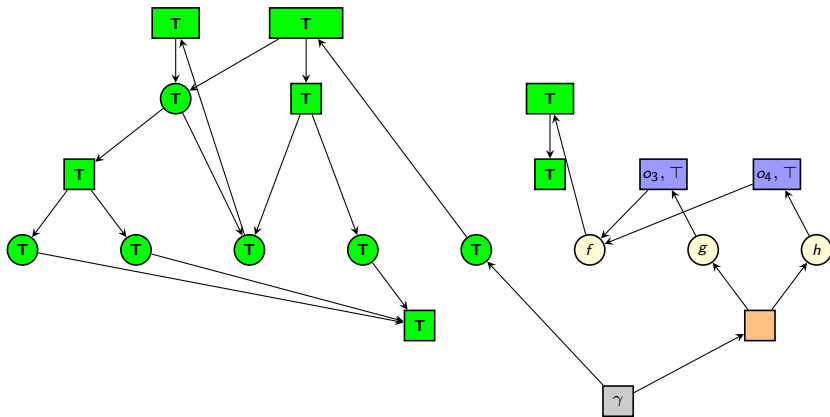 T T
T T T
T T o₃, ⊤ o₄, ⊤
T T T T T f g h
T
γ